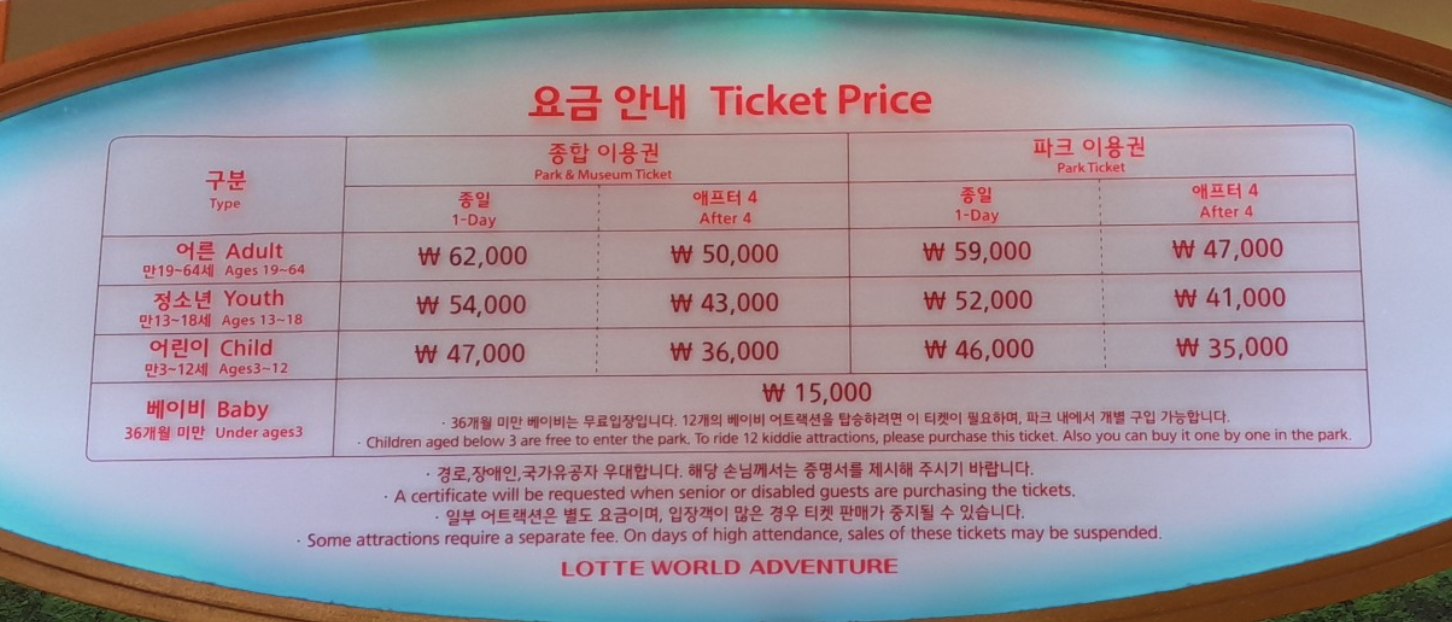 요금 안내 Ticket Price
구분
Type
종합 이용권
Park & Museum Ticket
파크 이용권
Park Ticket
종일
1-Day
애프터 4
After 4
종일
1-Day
애프터 4
After 4
어른 Adult
만19~64세 Ages 19~64
₩ 62,000
₩ 50,000
₩ 59,000
₩ 47,000
정소년 Youth
만13~18세 Ages 13~18
₩ 54,000
₩ 43,000
₩ 52,000
₩ 41,000
어린이 Child
만3~12세 Ages3~12
₩ 47,000
₩ 36,000
₩ 46,000
₩ 35,000
베이비 Baby
36개월 미만 Under ages3
₩ 15,000
· 36개월 미만 베이비는 무료입장입니다. 12개의 베이비 어트랙션을 탑승하려면 이 티켓이 필요하며, 파크 내에서 개별 구입 가능합니다.
· Children aged below 3 are free to enter the park. To ride 12 kiddie attractions, please purchase this ticket. Also you can buy it one by one in the park.
· 경로,장애인,국가유공자 우대합니다. 해당 손님께서는 증명서를 제시해 주시기 바랍니다.
· A certificate will be requested when senior or disabled guests are purchasing the tickets.
· 일부 어트랙션은 별도 요금이며, 입장객이 많은 경우 티켓 판매가 중지될 수 있습니다.
· Some attractions require a separate fee. On days of high attendance, sales of these tickets may be suspended.
LOTTE WORLD ADVENTURE